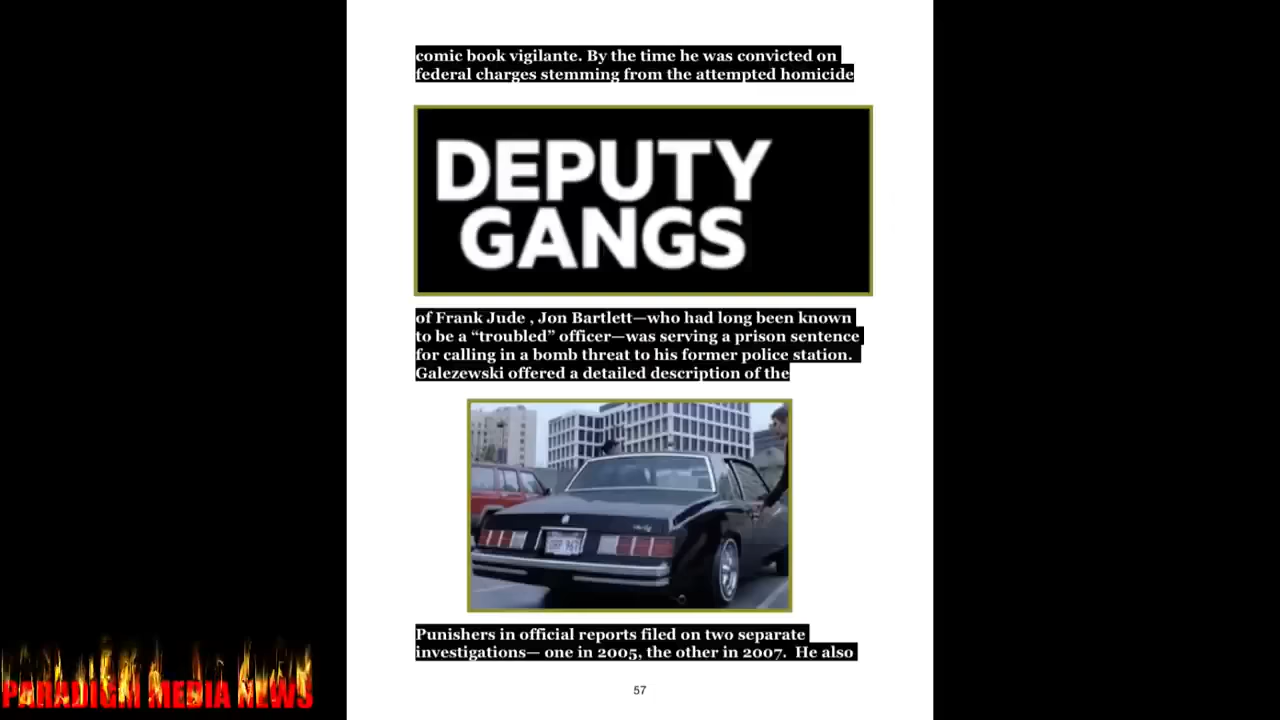 comic book vigilante. By the time he was convicted on
federal charges stemming from the attempted homicide
DEPUTY
GANGS
of Frank Jude , Jon Bartlett—who had long been known
to be a “troubled” officer—was serving a prison sentence
for calling in a bomb threat to his former police station.
Galezewski offered a detailed description of the
Punishers in official reports filed on two separate
investigations— one in 2005, the other in 2007.  He also
57
PARADIGM MEDIA NEWS